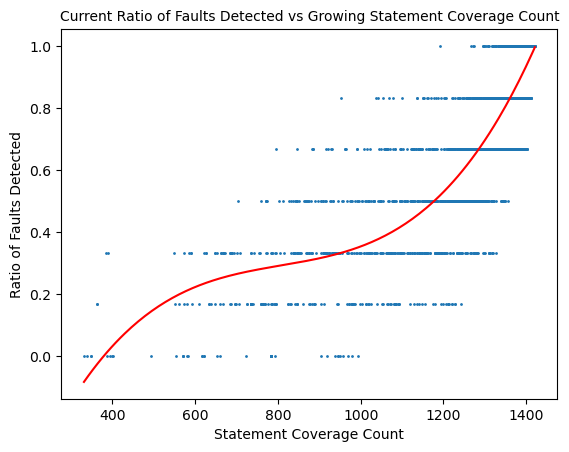 Current Ratio of Faults Detected vs Growing Statement Coverage Count
Ratio of Faults Detected
1.0
0.8
0.6
0.4
0.2
0.0
400 600 800 1000 1200 1400
Statement Coverage Count